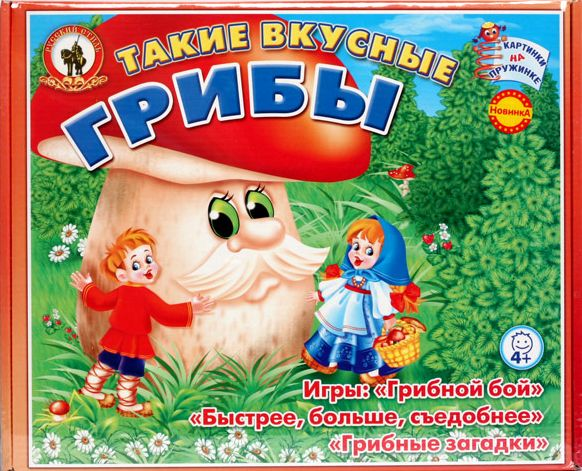 РУССКИЙ СТИЛЬ
ТАКИЕ ВКУСНЫЕ
ГРИБЫ
КАРТИНКИ
НА
ПРУЖИНКЕ
НОВИНКА
4+
Игры: «Грибной бой»
«Быстрее, больше, съедобнее»
«Грибные загадки»